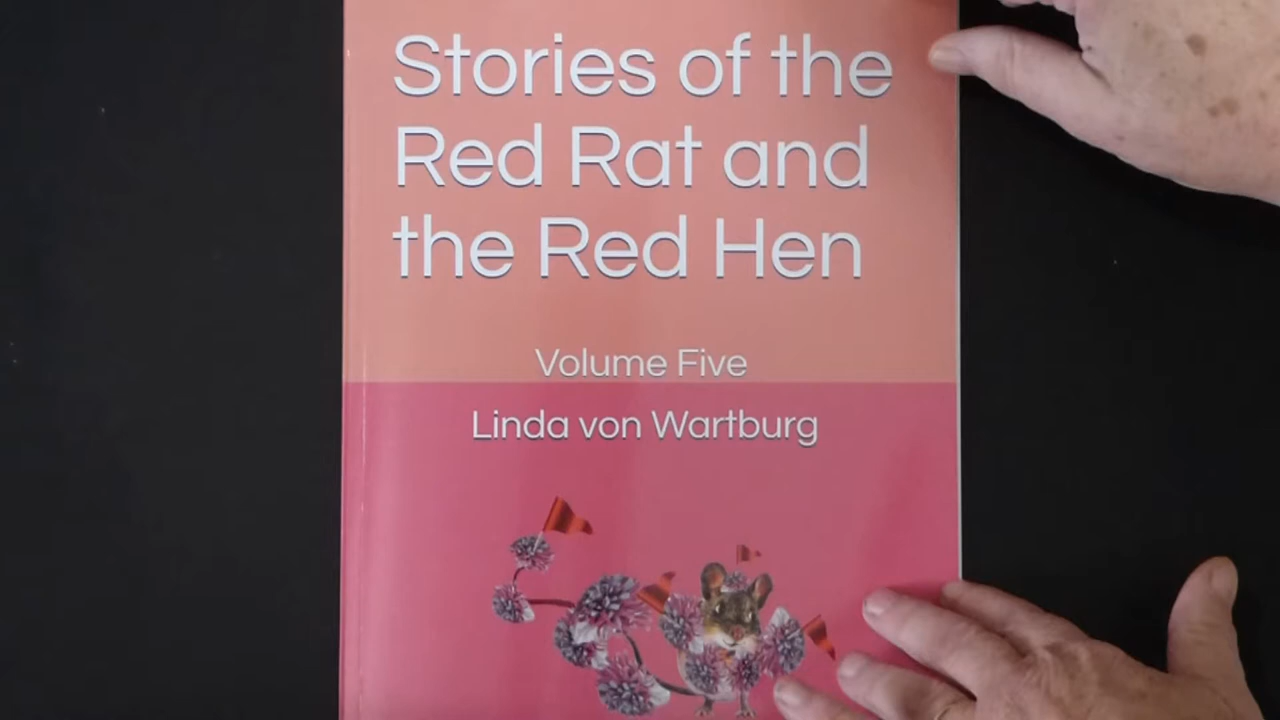 Stories of the
Red Rat and
the Red Hen
Volume Five
Linda von Wartburg